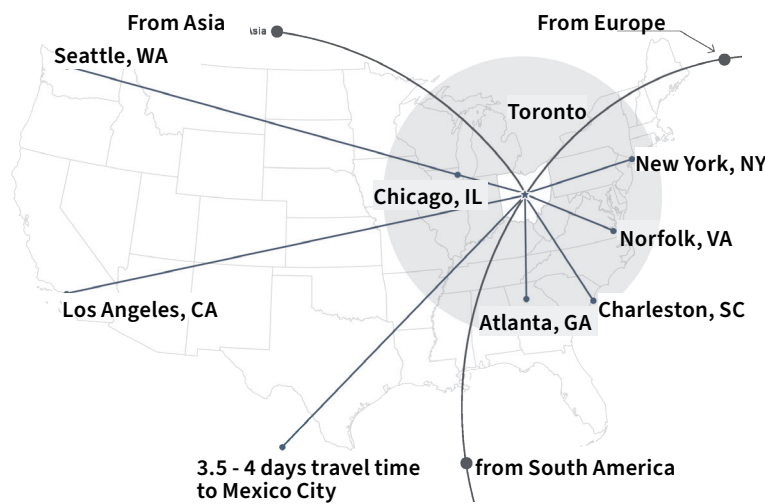 From Asia
sia
From Europe
Seattle, WA
Toronto
New York, NY
Chicago, IL
Norfolk, VA
Los Angeles, CA
Charleston, SC
Atlanta, GA
3.5 - 4 days travel time
to Mexico City
from South America